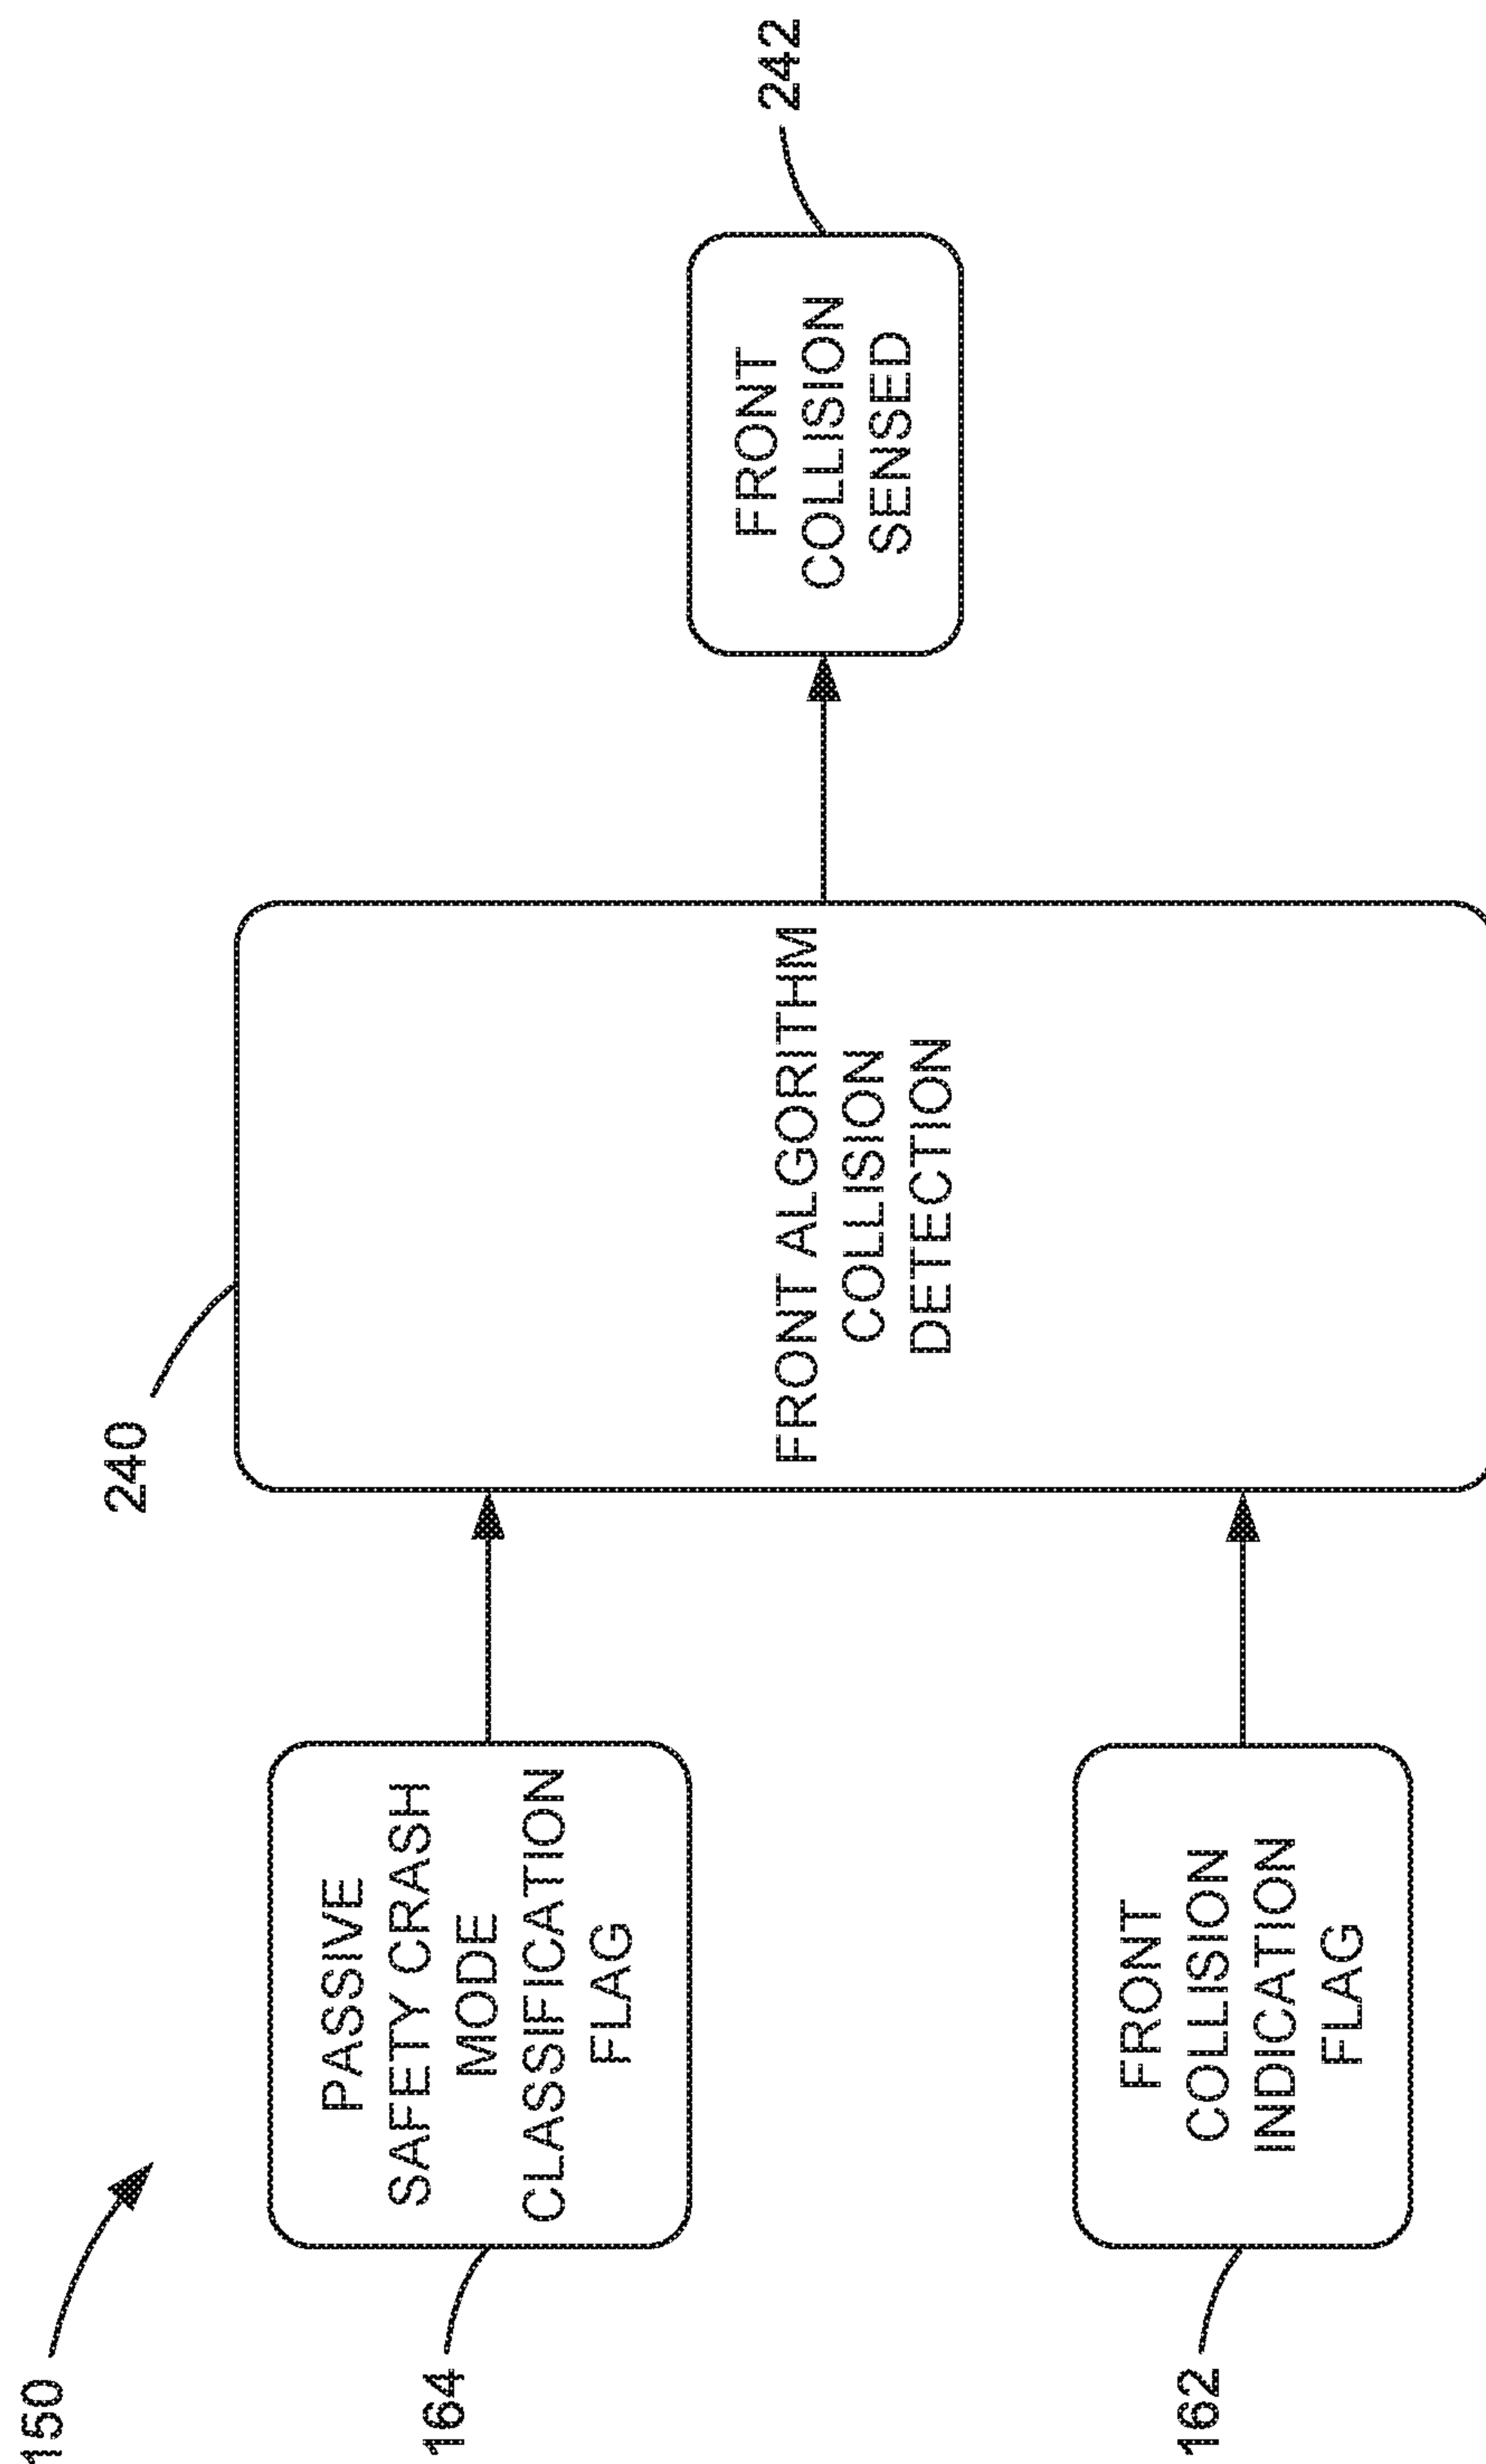 150
164
PASSIVE
SAFETY CRASH
MODE
CLASSIFICATION
FLAG
162
FRONT
COLLISION
INDICATION
FLAG
240
FRONT ALGORITHM
COLLISION
DETECTION
FRONT
COLLISION
SENSED
242